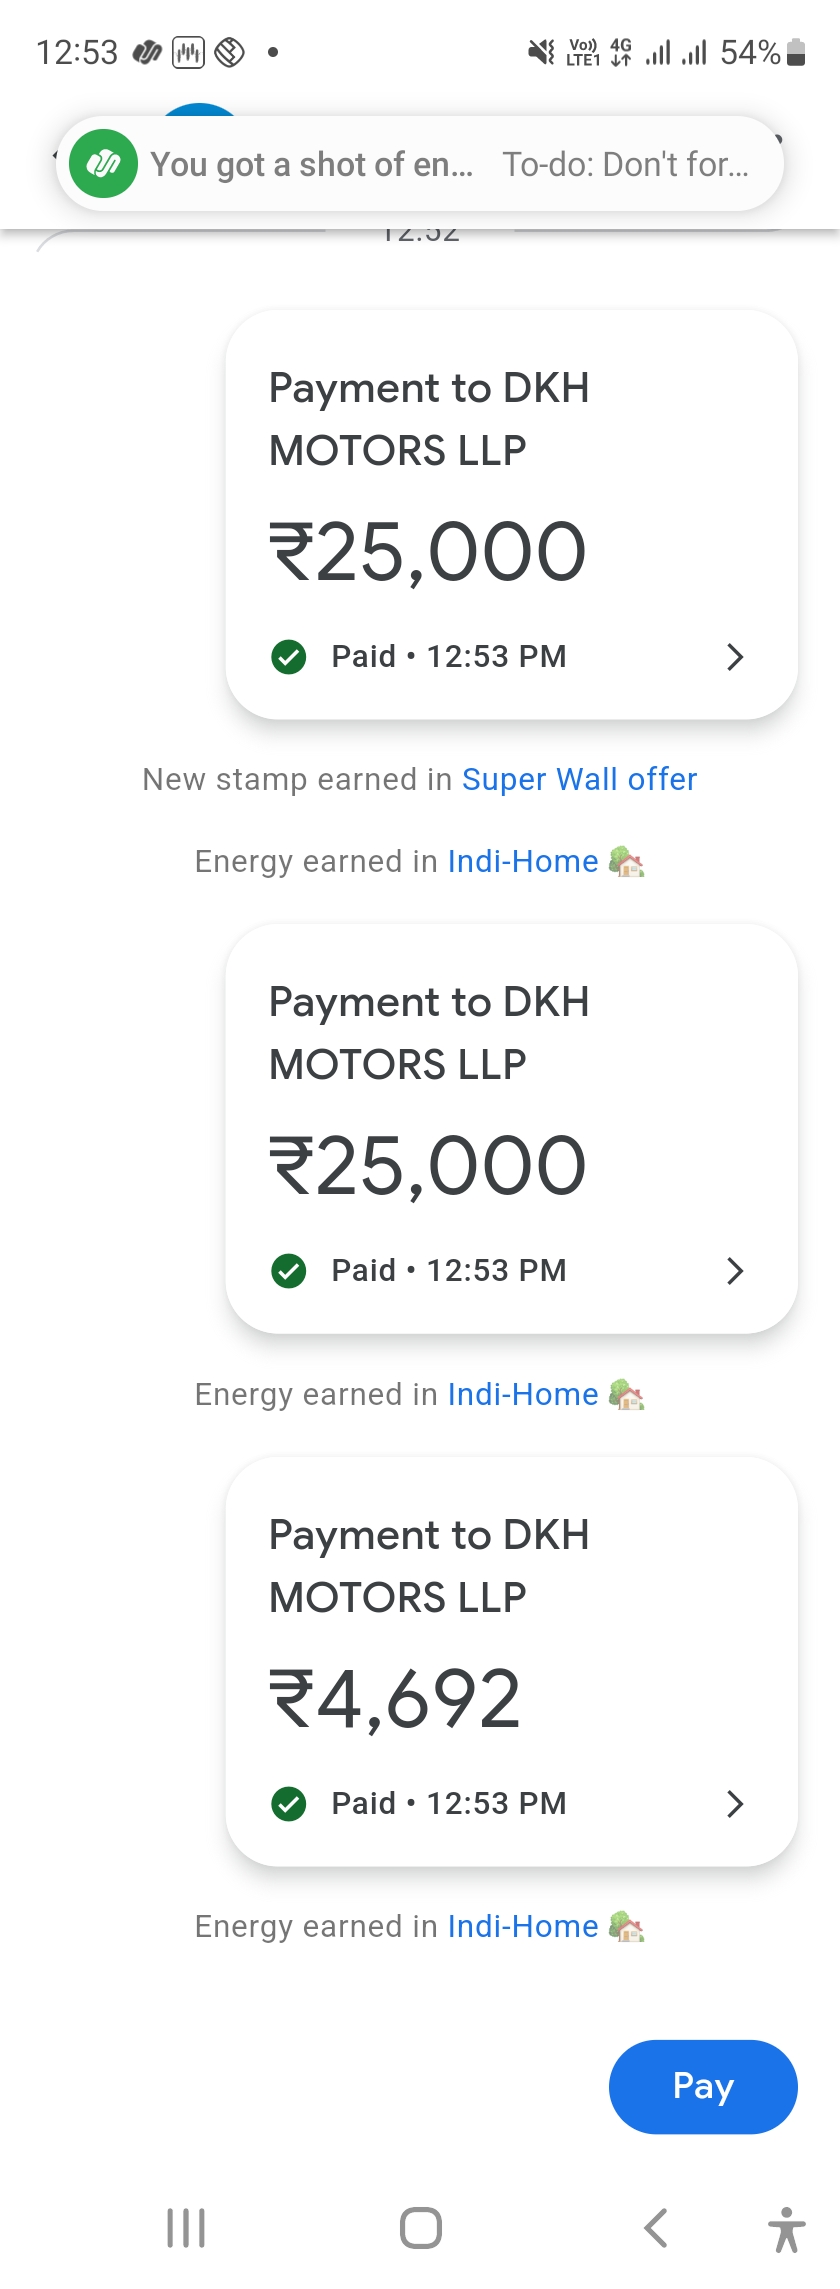 12:53
Vo)) LTE1 4G 54%
You got a shot of en... To-do: Don't for...
12:52
Payment to DKH
MOTORS LLP
₹25,000
Paid • 12:53 PM
New stamp earned in Super Wall offer
Energy earned in Indi-Home
Payment to DKH
MOTORS LLP
₹25,000
Paid • 12:53 PM
Energy earned in Indi-Home
Payment to DKH
MOTORS LLP
₹4,692
Paid • 12:53 PM
Energy earned in Indi-Home
Pay